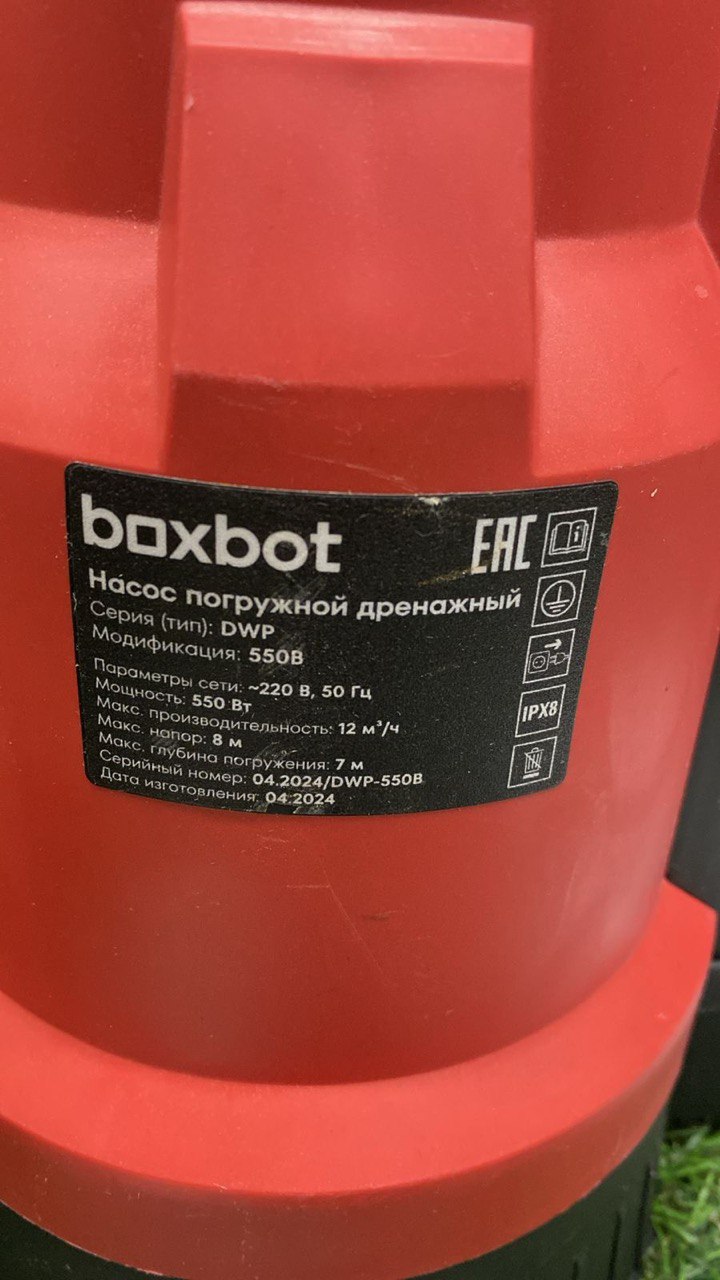 boxbot
EAC
Насос погружной дренажный
Серия (тип): DWP
Модификация: 550В
Параметры сети: ~220 В, 50 Гц
Мощность: 550 Вт
Макс. производительность: 12 м³/ч
Макс. напор: 8 м
Макс. глубина погружения: 7 м
Серийный номер: 04.2024/DWP-550В
Дата изготовления: 04.2024
IPX8